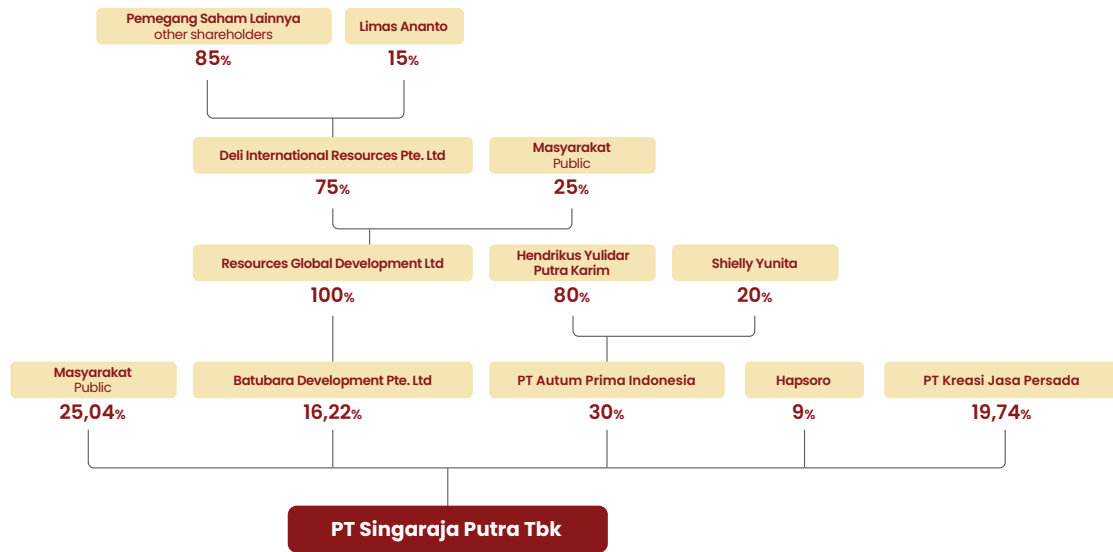 Pemegang Saham Lainnya
other shareholders
85%
Limas Ananto
15%
Deli International Resources Pte. Ltd
75%
Masyarakat
Public
25%
Resources Global Development Ltd
100%
Hendrikus Yulidar
Putra Karim
80%
Shielly Yunita
20%
Masyarakat
Public
25,04%
Batubara Development Pte. Ltd
16,22%
PT Autum Prima Indonesia
30%
Hapsoro
9%
PT Kreasi Jasa Persada
19,74%
PT Singaraja Putra Tbk